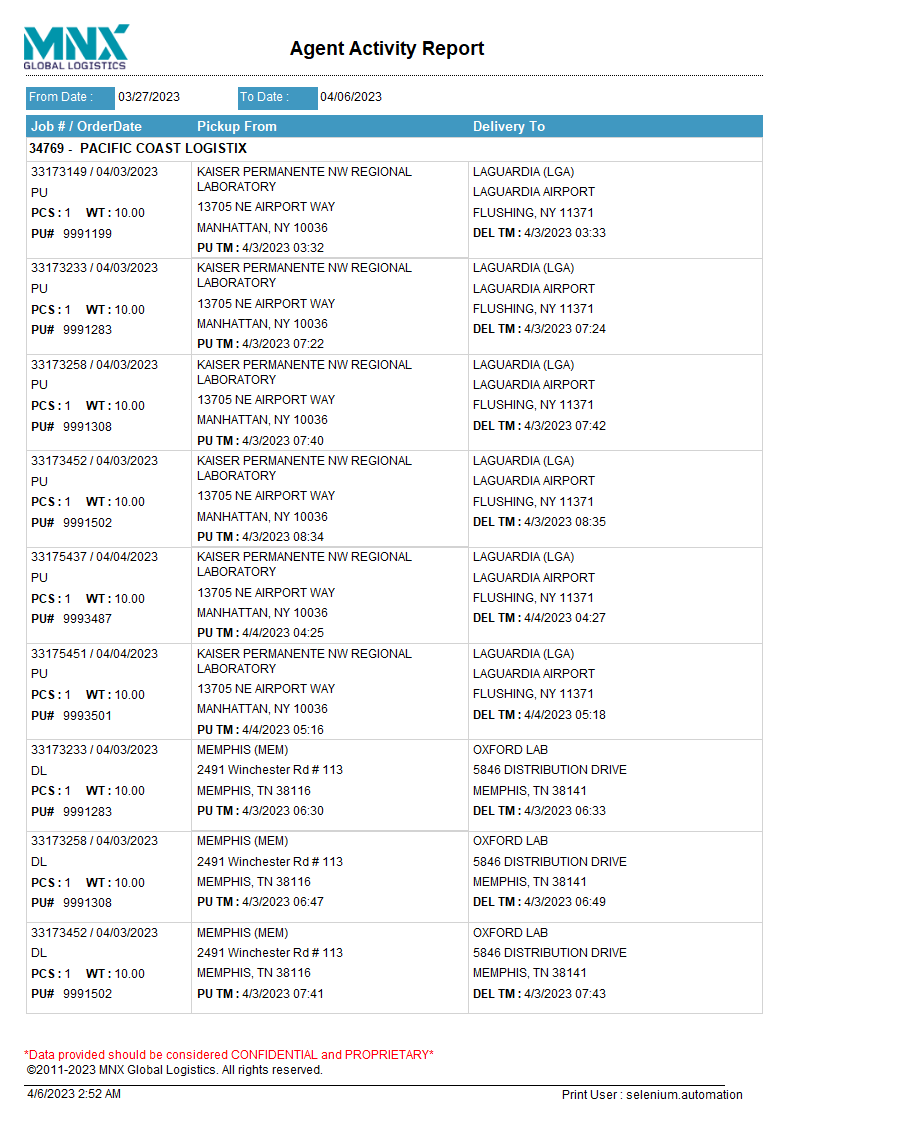 MNX
GLOBAL LOGISTICS
Agent Activity Report
From Date : 03/27/2023 To Date : 04/06/2023
Job # / OrderDate Pickup From Delivery To
34769 - PACIFIC COAST LOGISTIX
33173149 / 04/03/2023 KAISER PERMANENTE NW REGIONAL LAGUARDIA (LGA)
LABORATORY
PU LAGUARDIA AIRPORT
13705 NE AIRPORT WAY
PCS : 1 WT : 10.00 FLUSHING, NY 11371
MANHATTAN, NY 10036
PU# 9991199 DEL TM : 4/3/2023 03:33
PU TM : 4/3/2023 03:32
33173233 / 04/03/2023 KAISER PERMANENTE NW REGIONAL LAGUARDIA (LGA)
LABORATORY
PU LAGUARDIA AIRPORT
13705 NE AIRPORT WAY
PCS : 1 WT : 10.00 FLUSHING, NY 11371
MANHATTAN, NY 10036
PU# 9991283 DEL TM : 4/3/2023 07:24
PU TM : 4/3/2023 07:22
33173258 / 04/03/2023 KAISER PERMANENTE NW REGIONAL LAGUARDIA (LGA)
LABORATORY
PU LAGUARDIA AIRPORT
13705 NE AIRPORT WAY
PCS : 1 WT : 10.00 FLUSHING, NY 11371
MANHATTAN, NY 10036
PU# 9991308 DEL TM : 4/3/2023 07:42
PU TM : 4/3/2023 07:40
33173452 / 04/03/2023 KAISER PERMANENTE NW REGIONAL LAGUARDIA (LGA)
LABORATORY
PU LAGUARDIA AIRPORT
13705 NE AIRPORT WAY
PCS : 1 WT : 10.00 FLUSHING, NY 11371
MANHATTAN, NY 10036
PU# 9991502 DEL TM : 4/3/2023 08:35
PU TM : 4/3/2023 08:34
33175437 / 04/04/2023 KAISER PERMANENTE NW REGIONAL LAGUARDIA (LGA)
LABORATORY
PU LAGUARDIA AIRPORT
13705 NE AIRPORT WAY
PCS : 1 WT : 10.00 FLUSHING, NY 11371
MANHATTAN, NY 10036
PU# 9993487 DEL TM : 4/4/2023 04:27
PU TM : 4/4/2023 04:25
33175451 / 04/04/2023 KAISER PERMANENTE NW REGIONAL LAGUARDIA (LGA)
LABORATORY
PU LAGUARDIA AIRPORT
13705 NE AIRPORT WAY
PCS : 1 WT : 10.00 FLUSHING, NY 11371
MANHATTAN, NY 10036
PU# 9993501 DEL TM : 4/4/2023 05:18
PU TM : 4/4/2023 05:16
33173233 / 04/03/2023 MEMPHIS (MEM) OXFORD LAB
DL 2491 Winchester Rd # 113 5846 DISTRIBUTION DRIVE
PCS : 1 WT : 10.00 MEMPHIS, TN 38116 MEMPHIS, TN 38141
PU# 9991283 PU TM : 4/3/2023 06:30 DEL TM : 4/3/2023 06:33
33173258 / 04/03/2023 MEMPHIS (MEM) OXFORD LAB
DL 2491 Winchester Rd # 113 5846 DISTRIBUTION DRIVE
PCS : 1 WT : 10.00 MEMPHIS, TN 38116 MEMPHIS, TN 38141
PU# 9991308 PU TM : 4/3/2023 06:47 DEL TM : 4/3/2023 06:49
33173452 / 04/03/2023 MEMPHIS (MEM) OXFORD LAB
DL 2491 Winchester Rd # 113 5846 DISTRIBUTION DRIVE
PCS : 1 WT : 10.00 MEMPHIS, TN 38116 MEMPHIS, TN 38141
PU# 9991502 PU TM : 4/3/2023 07:41 DEL TM : 4/3/2023 07:43
*Data provided should be considered CONFIDENTIAL and PROPRIETARY*
©2011-2023 MNX Global Logistics. All rights reserved.
4/6/2023 2:52 AM Print User : selenium.automation